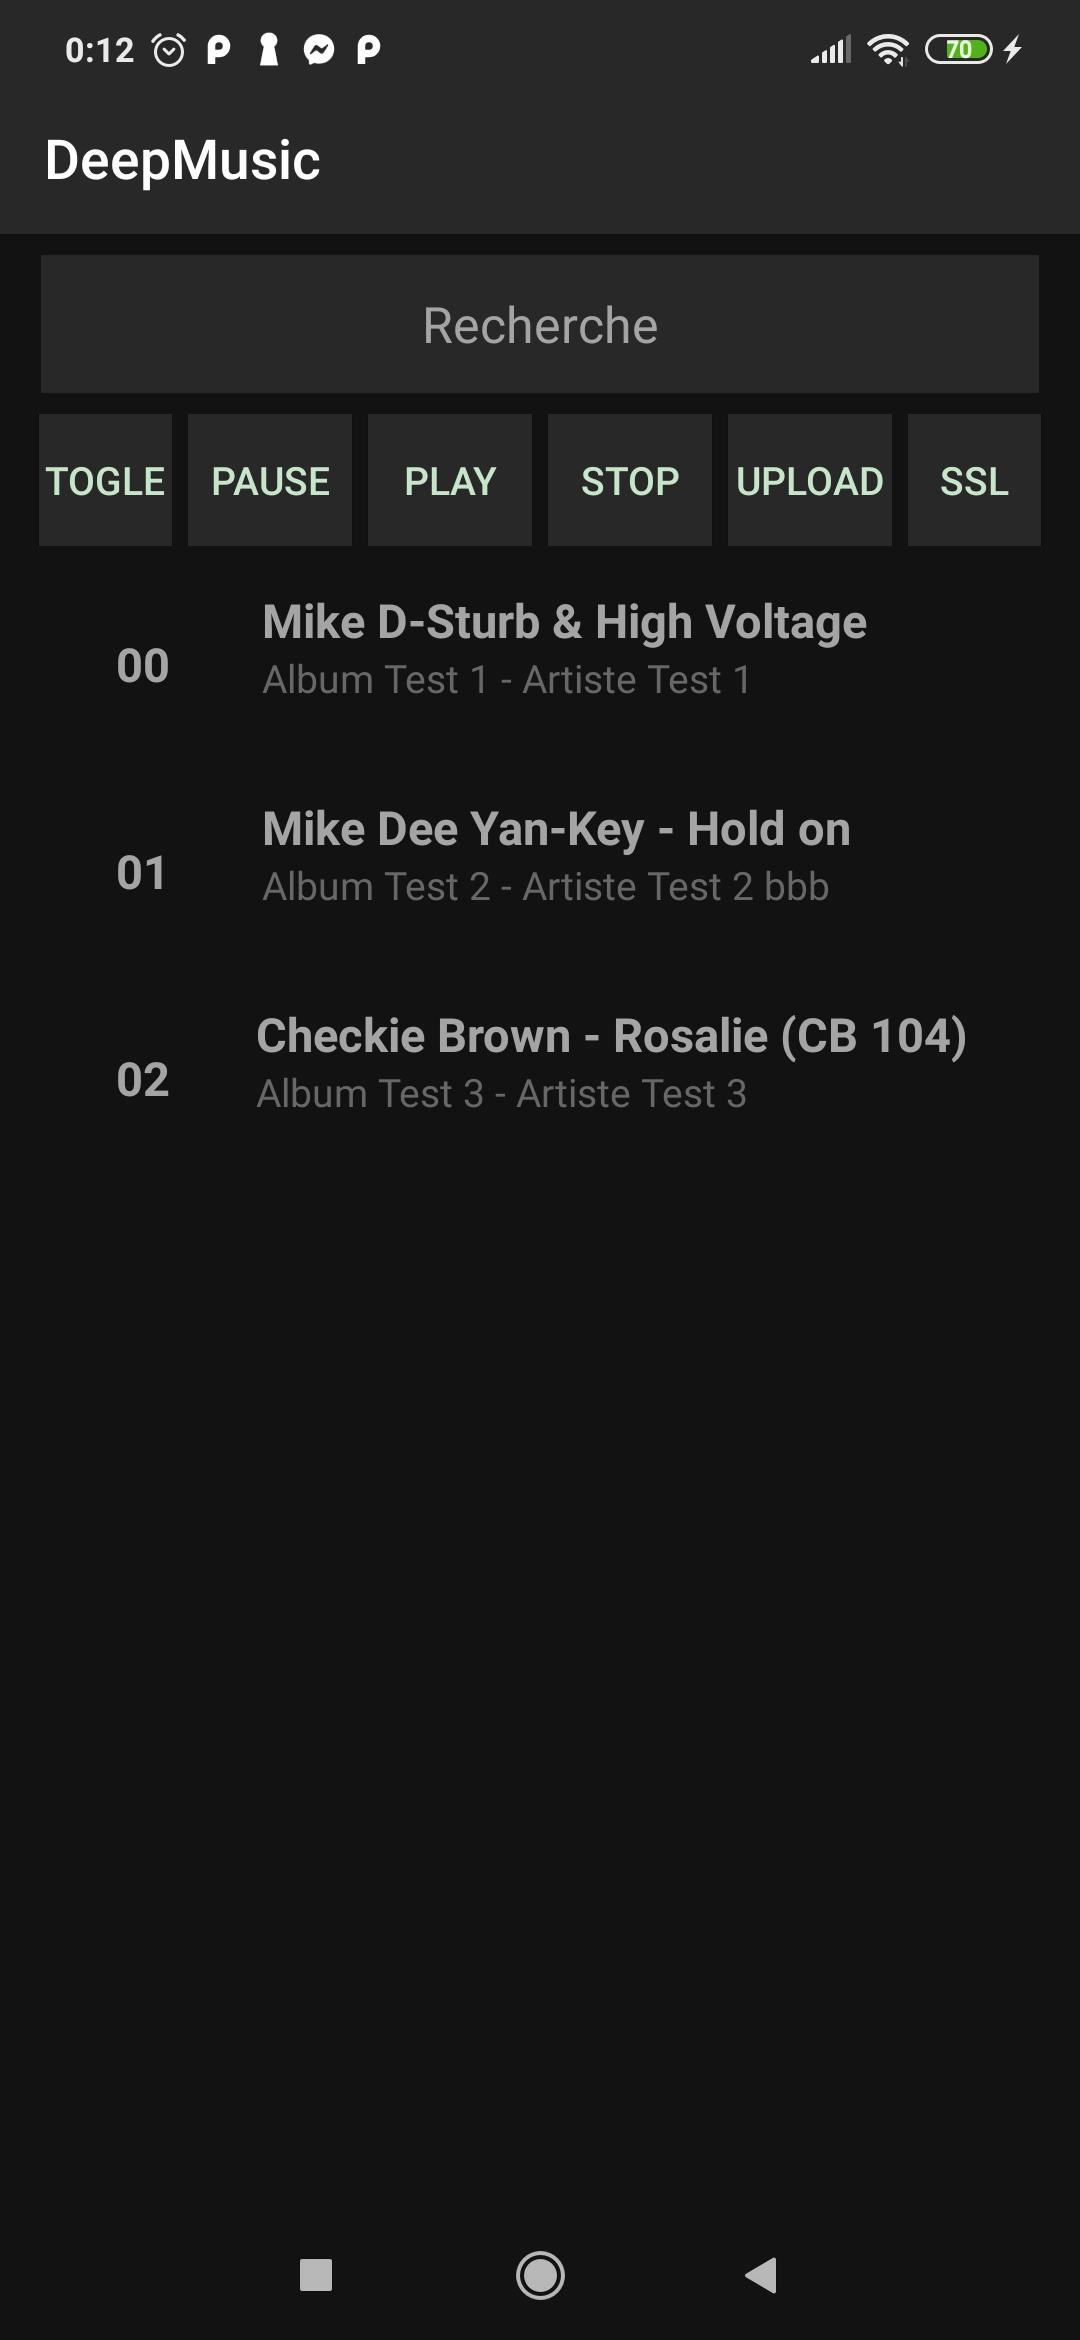 0:12
70
DeepMusic
Recherche
TOGLE PAUSE PLAY STOP UPLOAD SSL
Mike D-Sturb & High Voltage
00
Album Test 1 - Artiste Test 1
Mike Dee Yan-Key - Hold on
01
Album Test 2 - Artiste Test 2 bbb
Checkie Brown - Rosalie (CB 104)
02
Album Test 3 - Artiste Test 3